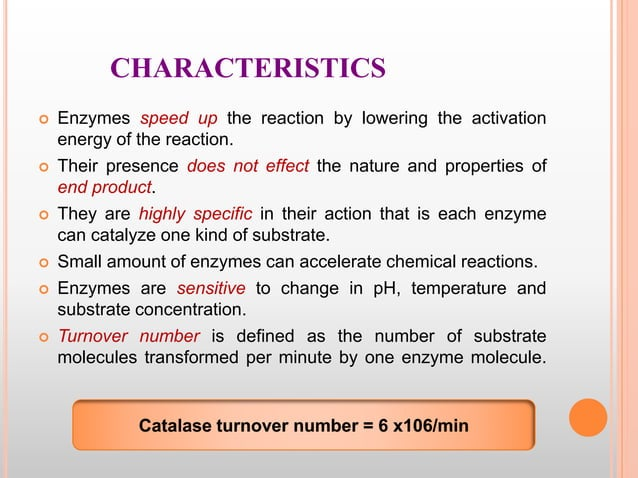 CHARACTERISTICS
Enzymes speed up the reaction by lowering the activation
energy of the reaction.
Their presence does not effect the nature and properties of
end product.
They are highly specific in their action that is each enzyme
can catalyze one kind of substrate.
Small amount of enzymes can accelerate chemical reactions.
Enzymes are sensitive to change in pH, temperature and
substrate concentration.
Turnover number is defined as the number of substrate
molecules transformed per minute by one enzyme molecule.
Catalase turnover number = 6 x106/min